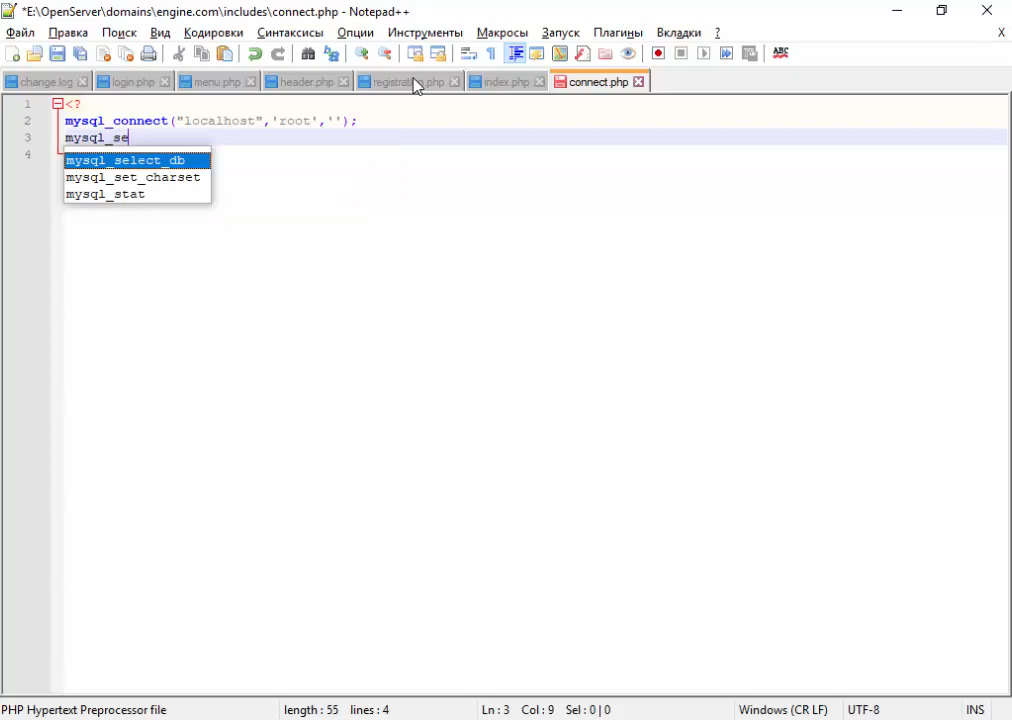 *E:\OpenServer\domains\engine.com\includes\connect.php - Notepad++
Файл Правка Поиск Вид Кодировки Синтаксисы Опции Инструменты Макросы Запуск Плагины Вкладки ? X
change.log login.php menu.php header.php registration.php index.php connect.php
1 <?
2 mysql_connect("localhost",'root','');
3 mysql_se
4
mysql_select_db
mysql_set_charset
mysql_stat
PHP Hypertext Preprocessor file length : 55 lines : 4 Ln : 3 Col : 9 Sel : 0 | 0 Windows (CR LF) UTF-8 INS